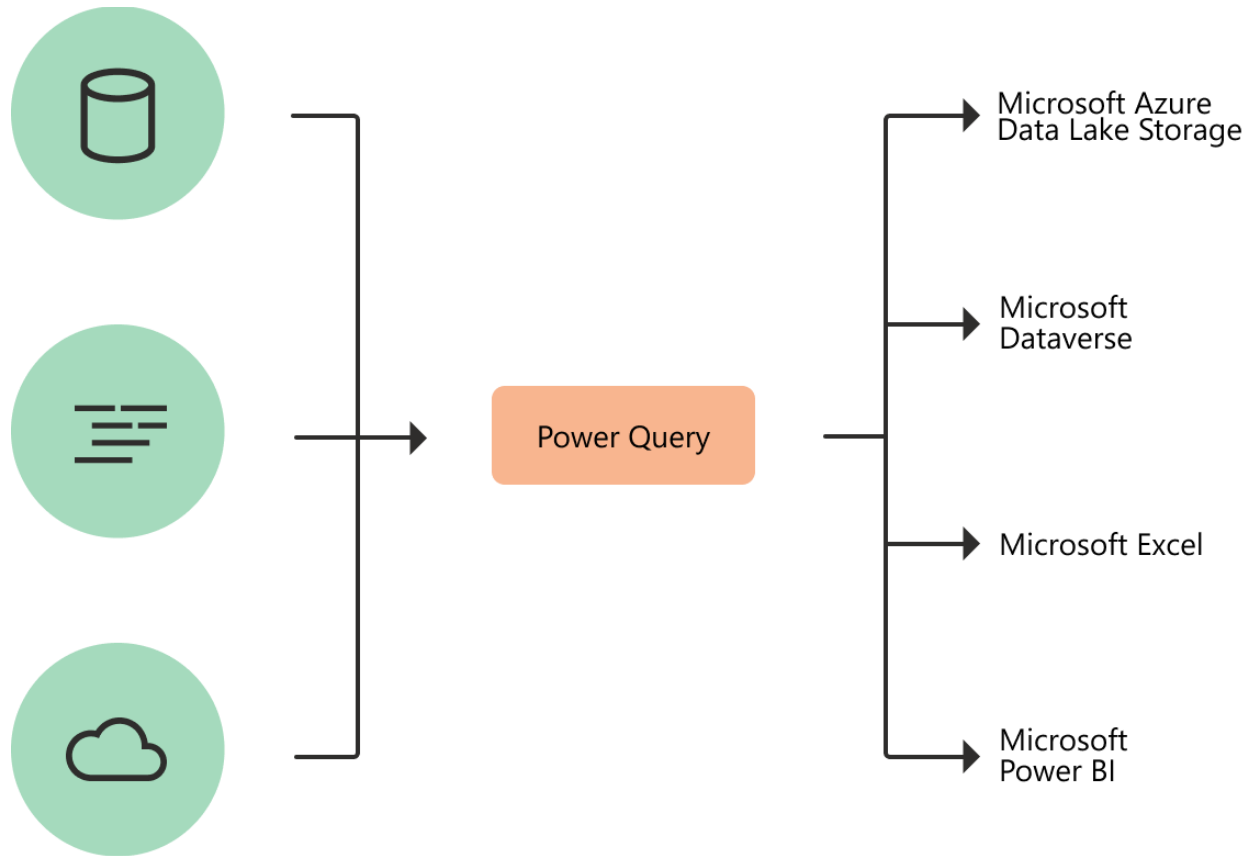 Microsoft Azure
Data Lake Storage
Microsoft
Dataverse
Power Query
Microsoft Excel
Microsoft
Power BI